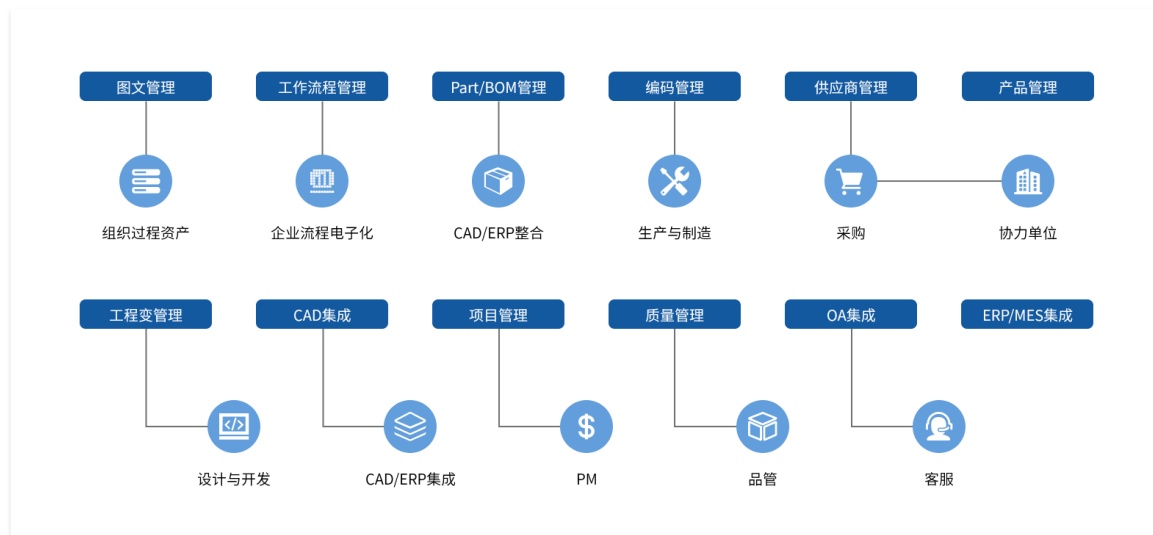 图文管理
工作流程管理
Part/BOM管理
编码管理
供应商管理
产品管理
组织过程资产
企业流程电子化
CAD/ERP整合
生产与制造
采购
协力单位
工程变管理
CAD集成
项目管理
质量管理
OA集成
ERP/MES集成
设计与开发
CAD/ERP集成
PM
品管
客服